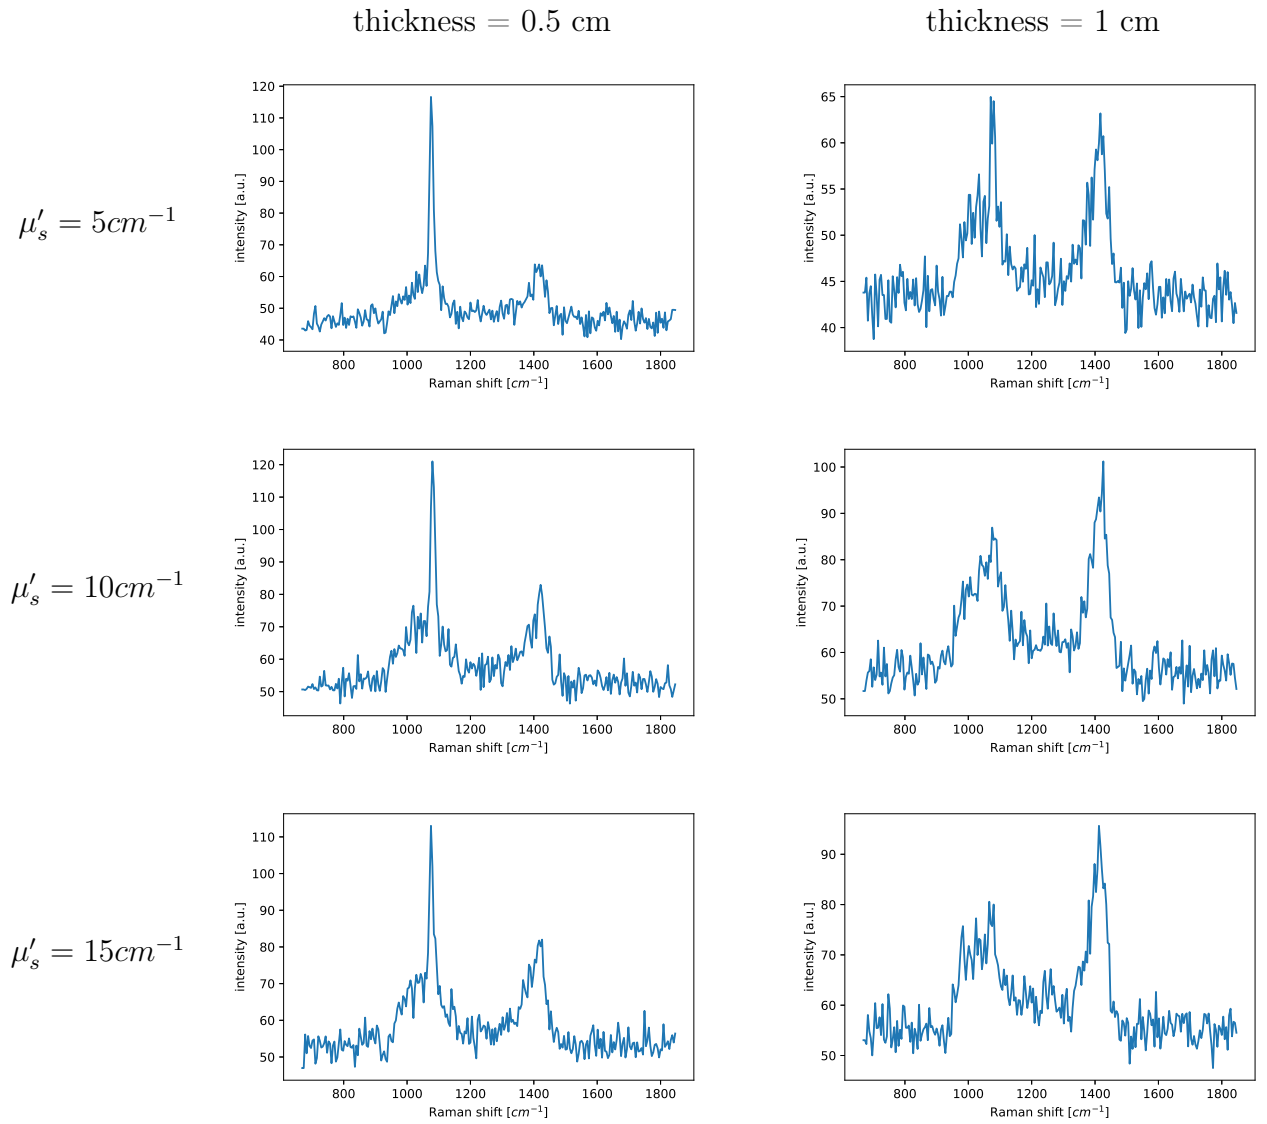 thickness = 0.5 cm
thickness = 1 cm
μ′ₛ = 5cm⁻¹
120
110
100
90
80
70
60
50
40
800 1000 1200 1400 1600 1800
Raman shift [cm⁻¹]
intensity [a.u.]
65
60
55
50
45
40
800 1000 1200 1400 1600 1800
Raman shift [cm⁻¹]
intensity [a.u.]
μ′ₛ = 10cm⁻¹
120
110
100
90
80
70
60
50
800 1000 1200 1400 1600 1800
Raman shift [cm⁻¹]
intensity [a.u.]
100
90
80
70
60
50
800 1000 1200 1400 1600 1800
Raman shift [cm⁻¹]
intensity [a.u.]
μ′ₛ = 15cm⁻¹
110
100
90
80
70
60
50
800 1000 1200 1400 1600 1800
Raman shift [cm⁻¹]
intensity [a.u.]
90
80
70
60
50
800 1000 1200 1400 1600 1800
Raman shift [cm⁻¹]
intensity [a.u.]